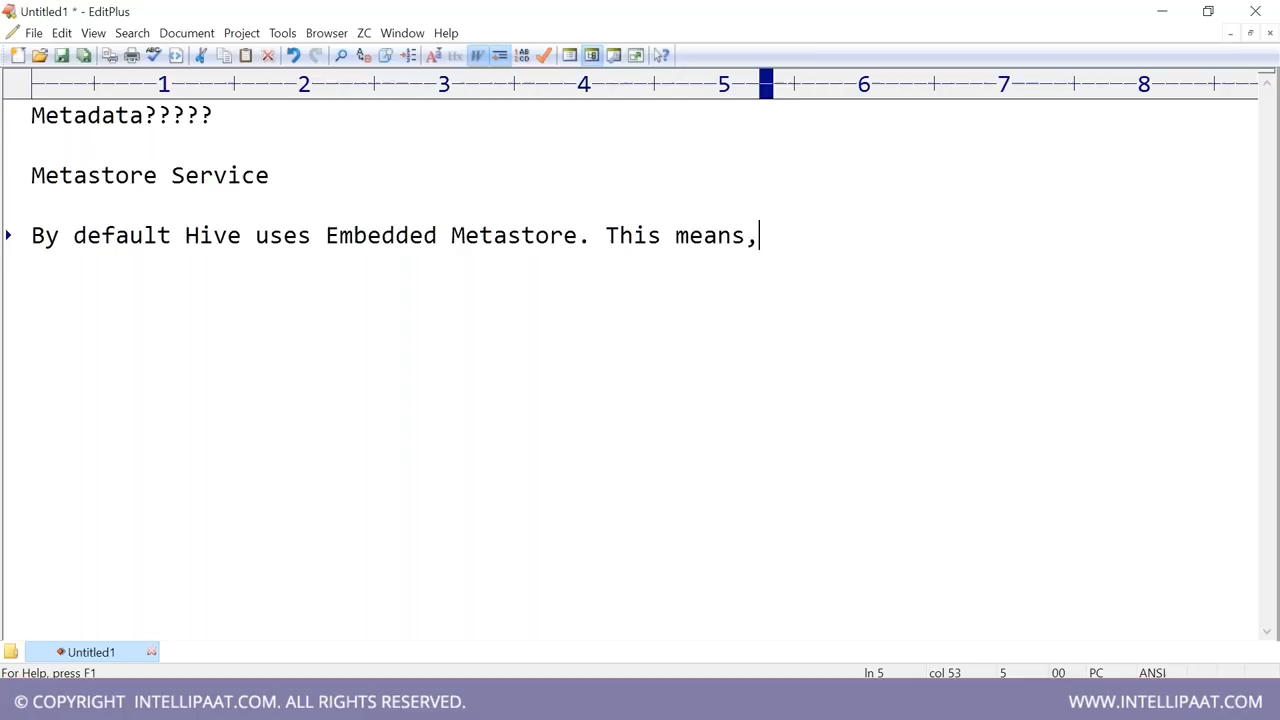 Untitled1 * - EditPlus
File Edit View Search Document Project Tools Browser ZC Window Help
1 2 3 4 5 6 7 8
Metadata?????
Metastore Service
By default Hive uses Embedded Metastore. This means,
Untitled1
For Help, press F1 ln 5 col 53 5 00 PC ANSI
© COPYRIGHT INTELLIPAAT.COM. ALL RIGHTS RESERVED. WWW.INTELLIPAAT.COM